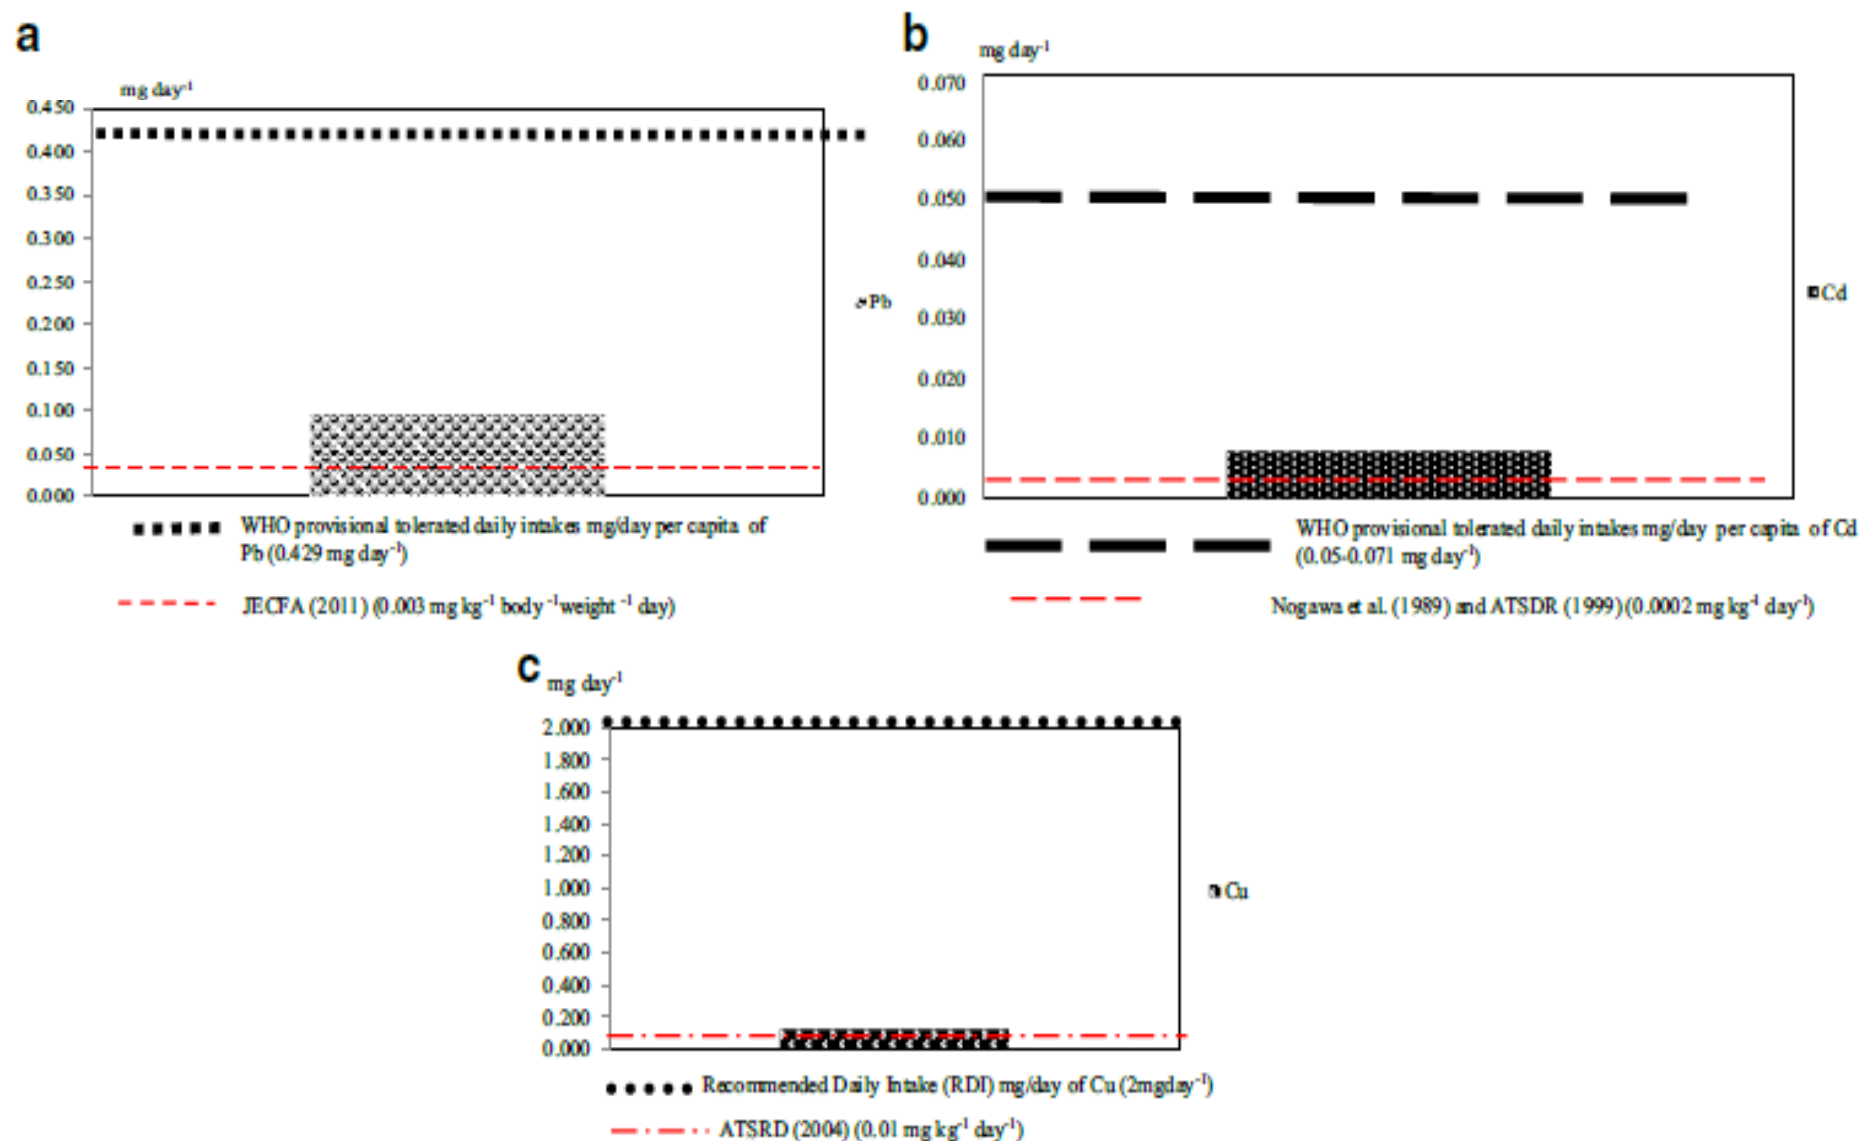 a
mg day-1
0.450
0.400
0.350
0.300
0.250
0.200
0.150
0.100
0.050
0.000
Pb
WHO provisional tolerated daily intakes mg/day per capita of
Pb (0.429 mg day-1)
JECFA (2011) (0.003 mg kg-1 body -1weight -1 day)
b
mg day-1
0.070
0.060
0.050
0.040
0.030
0.020
0.010
0.000
Cd
WHO provisional tolerated daily intakes mg/day per capita of Cd
(0.05-0.071 mg day-1)
Nogawa et al. (1989) and ATSDR (1999) (0.0002 mg kg-1 day-1)
c
mg day-1
2.000
1.800
1.600
1.400
1.200
1.000
0.800
0.600
0.400
0.200
0.000
Cu
Recommended Daily Intake (RDI) mg/day of Cu (2mgday-1)
ATSRD (2004) (0.01 mg kg-1 day-1)